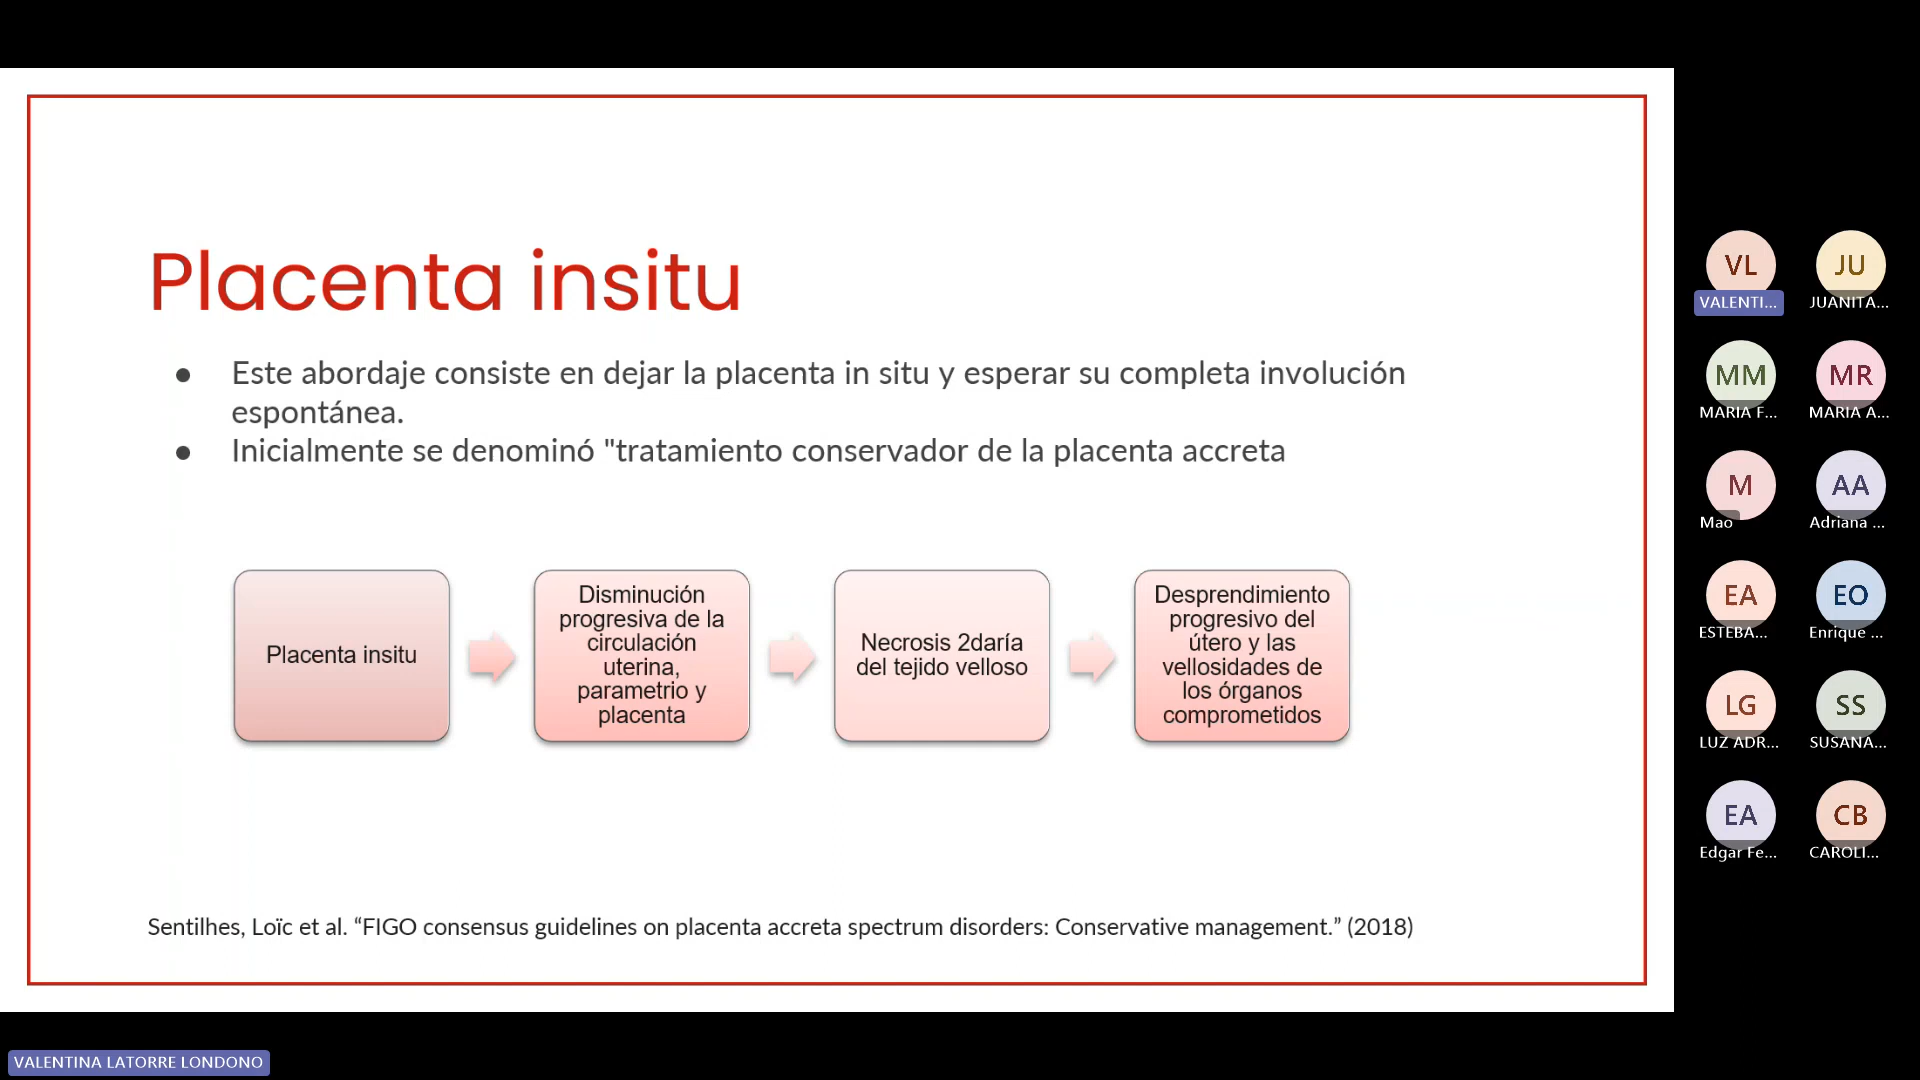 Placenta insitu
● Este abordaje consiste en dejar la placenta in situ y esperar su completa involución
espontánea.
● Inicialmente se denominó "tratamiento conservador de la placenta accreta
Placenta insitu
Disminución
progresiva de la
circulación
uterina,
parametrio y
placenta
Necrosis 2daría
del tejido velloso
Desprendimiento
progresivo del
útero y las
vellosidades de
los órganos
comprometidos
Sentilhes, Loïc et al. “FIGO consensus guidelines on placenta accreta spectrum disorders: Conservative management.” (2018)
VL
VALENTI...
JU
JUANITA...
MM
MARIA F...
MR
MARIA A...
M
Mao
AA
Adriana ...
EA
ESTEBA...
EO
Enrique ...
LG
LUZ ADR...
SS
SUSANA...
EA
Edgar Fe...
CB
CAROLI...
VALENTINA LATORRE LONDONO